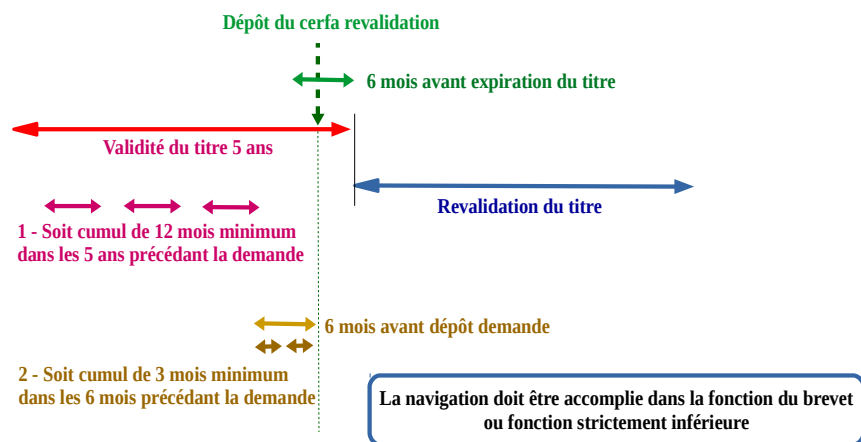 Dépôt du cerfa revalidation
6 mois avant expiration du titre
Validité du titre 5 ans
Revalidation du titre
1 - Soit cumul de 12 mois minimum
dans les 5 ans précédant la demande
6 mois avant dépôt demande
2 - Soit cumul de 3 mois minimum
dans les 6 mois précédant la demande
La navigation doit être accomplie dans la fonction du brevet
ou fonction strictement inférieure